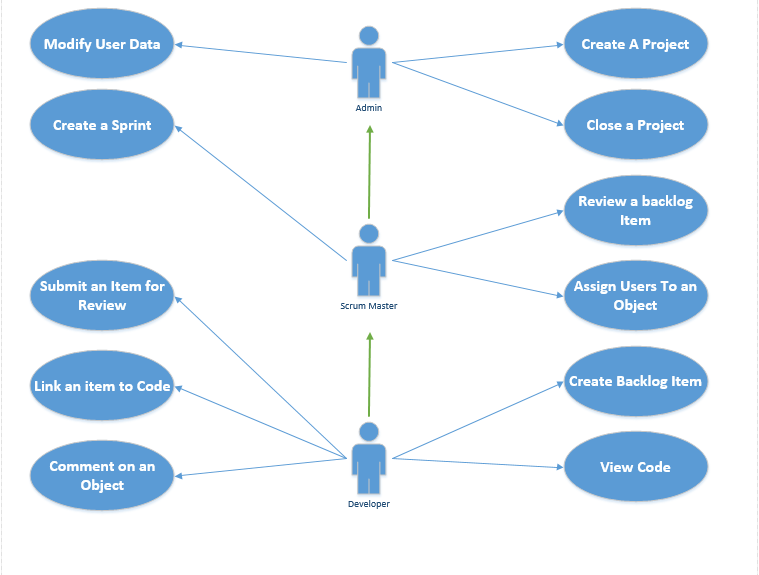 Modify User Data
Create A Project
Admin
Create a Sprint
Close a Project
Review a backlog
Item
Submit an Item for
Review
Scrum Master
Assign Users To an
Object
Link an item to Code
Create Backlog Item
Comment on an
Object
View Code
Developer